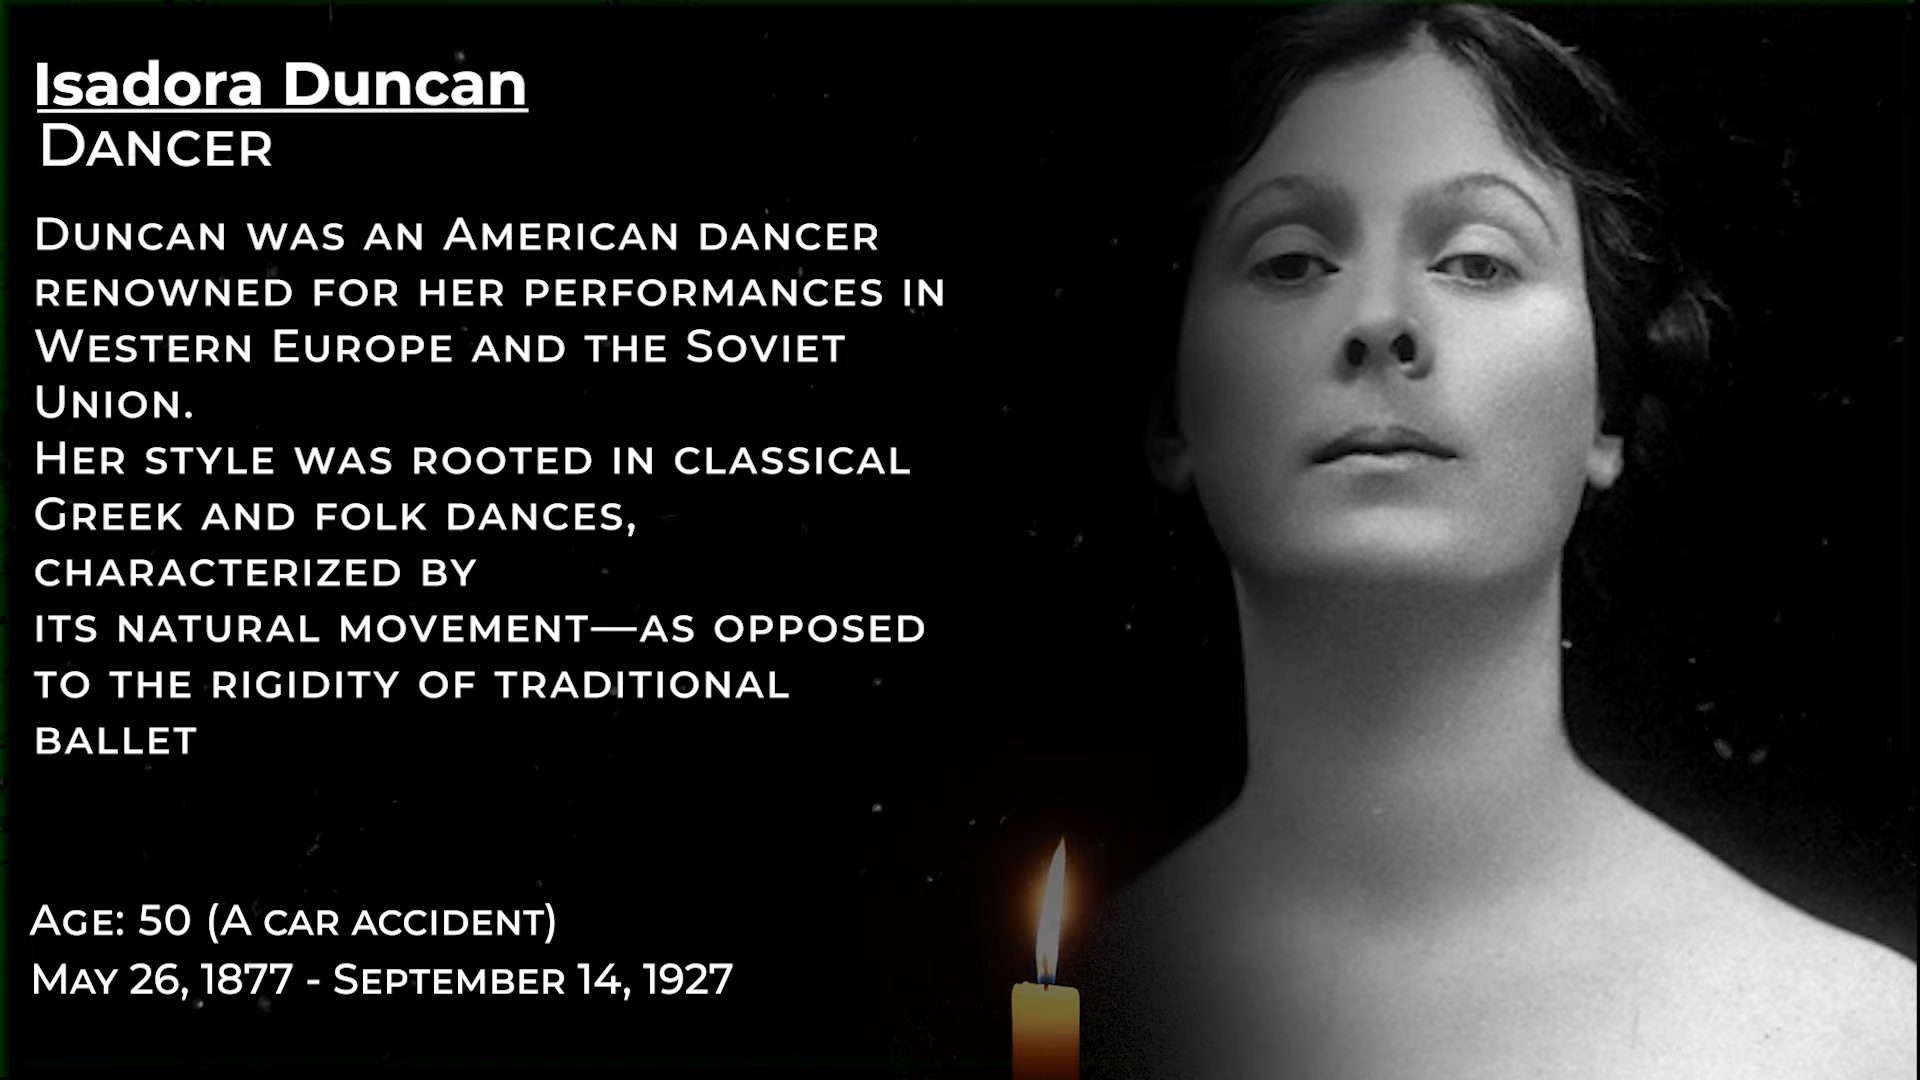 Isadora Duncan
Dancer
Duncan was an American dancer
renowned for her performances in
Western Europe and the Soviet
Union.
Her style was rooted in classical
Greek and folk dances,
characterized by
its natural movement—as opposed
to the rigidity of traditional
ballet
Age: 50 (A car accident)
May 26, 1877 - September 14, 1927